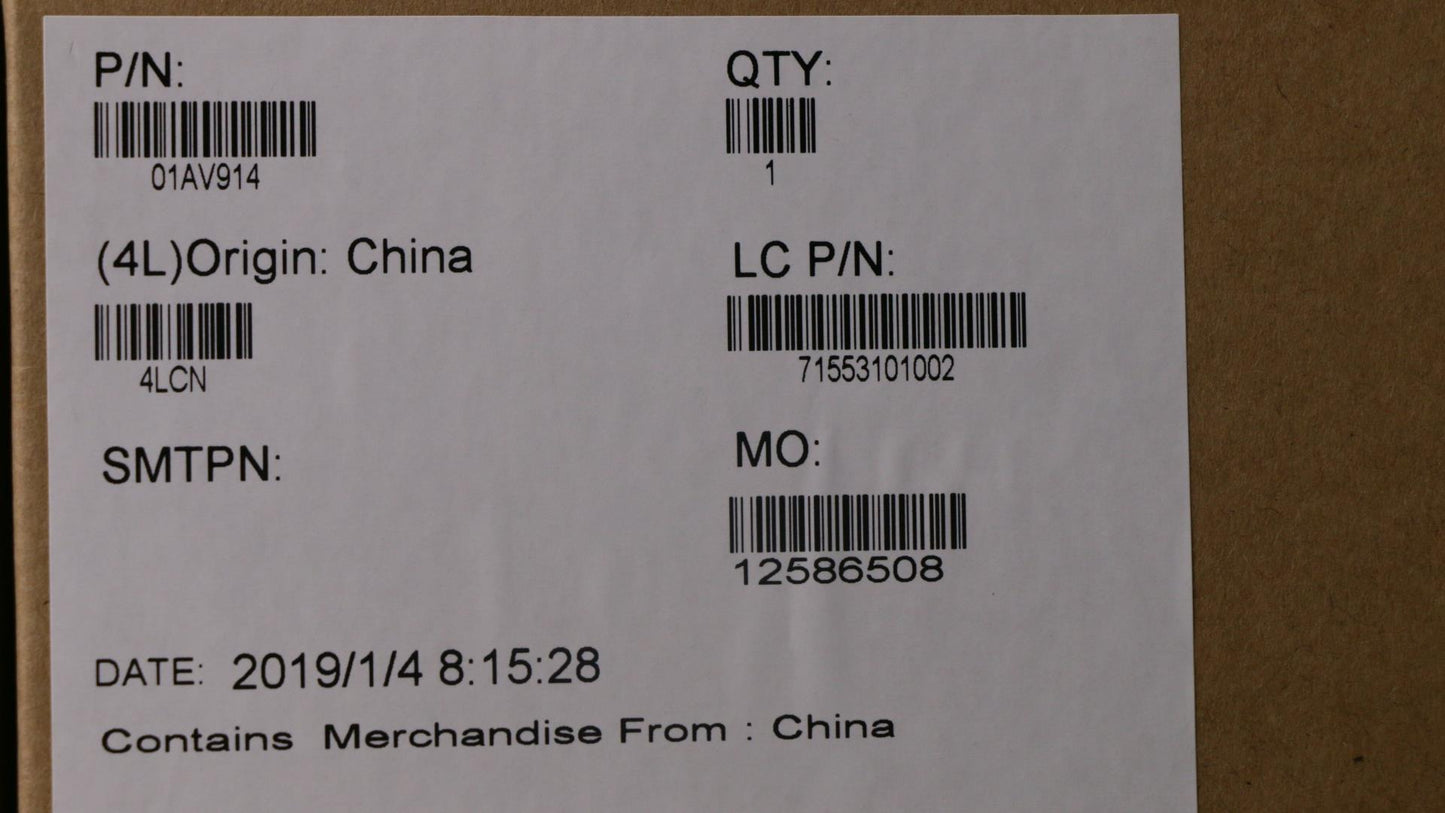 P/N:
01AV914
QTY:
1
(4L)Origin: China
4LCN
LC P/N:
71553101002
SMTPN:
MO:
12586508
DATE: 2019/1/4 8:15:28
Contains Merchandise From : China